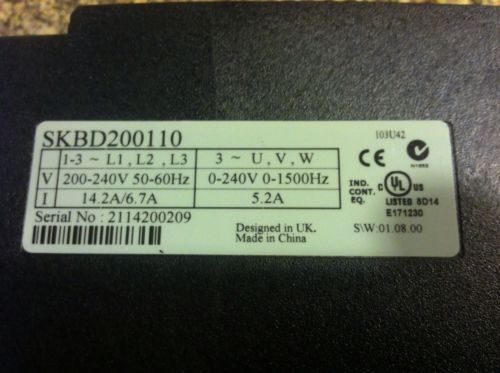 SKBD200110
103U42
1-3 ~ L1, L2, L3 3 ~ U, V, W
V 200-240V 50-60Hz 0-240V 0-1500Hz
I 14.2A/6.7A 5.2A
CE
N1652
IND. CONT. EQ.
C UL US
LISTED 8D14
E171230
Serial No : 2114200209
Designed in UK.
Made in China
S\W:01.08.00